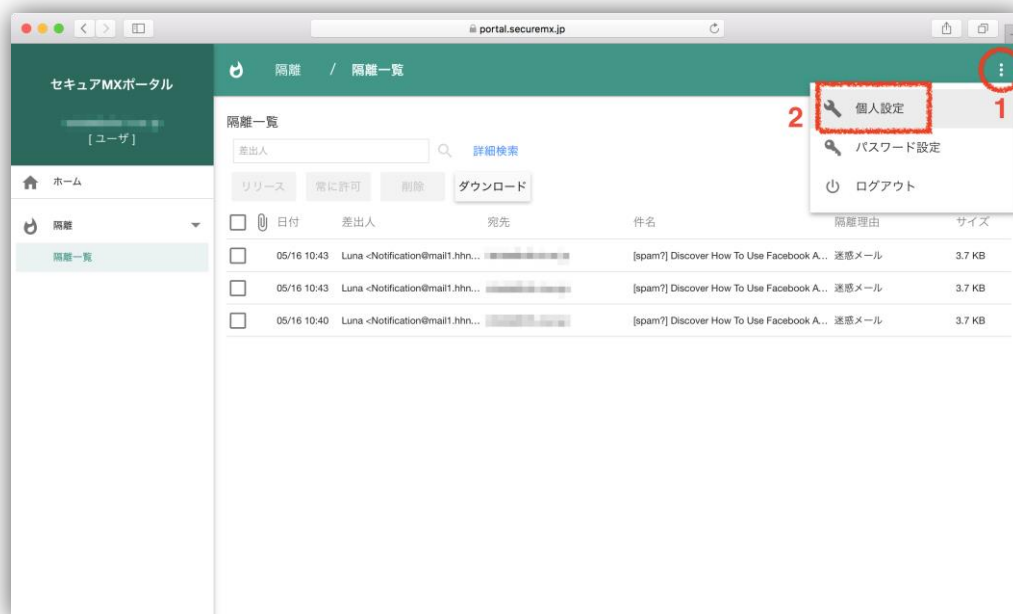 portal.securemx.jp
セキュアMXポータル
[ ユーザ ]
ホーム
隔離
隔離一覧
隔離 / 隔離一覧
1
2
個人設定
パスワード設定
ログアウト
隔離一覧
差出人 詳細検索
リリース 常に許可 削除 ダウンロード
日付 差出人 宛先 件名 隔離理由 サイズ
05/16 10:43 Luna <Notification@mail1.hhn... [spam?] Discover How To Use Facebook A... 迷惑メール 3.7 KB
05/16 10:43 Luna <Notification@mail1.hhn... [spam?] Discover How To Use Facebook A... 迷惑メール 3.7 KB
05/16 10:40 Luna <Notification@mail1.hhn... [spam?] Discover How To Use Facebook A... 迷惑メール 3.7 KB